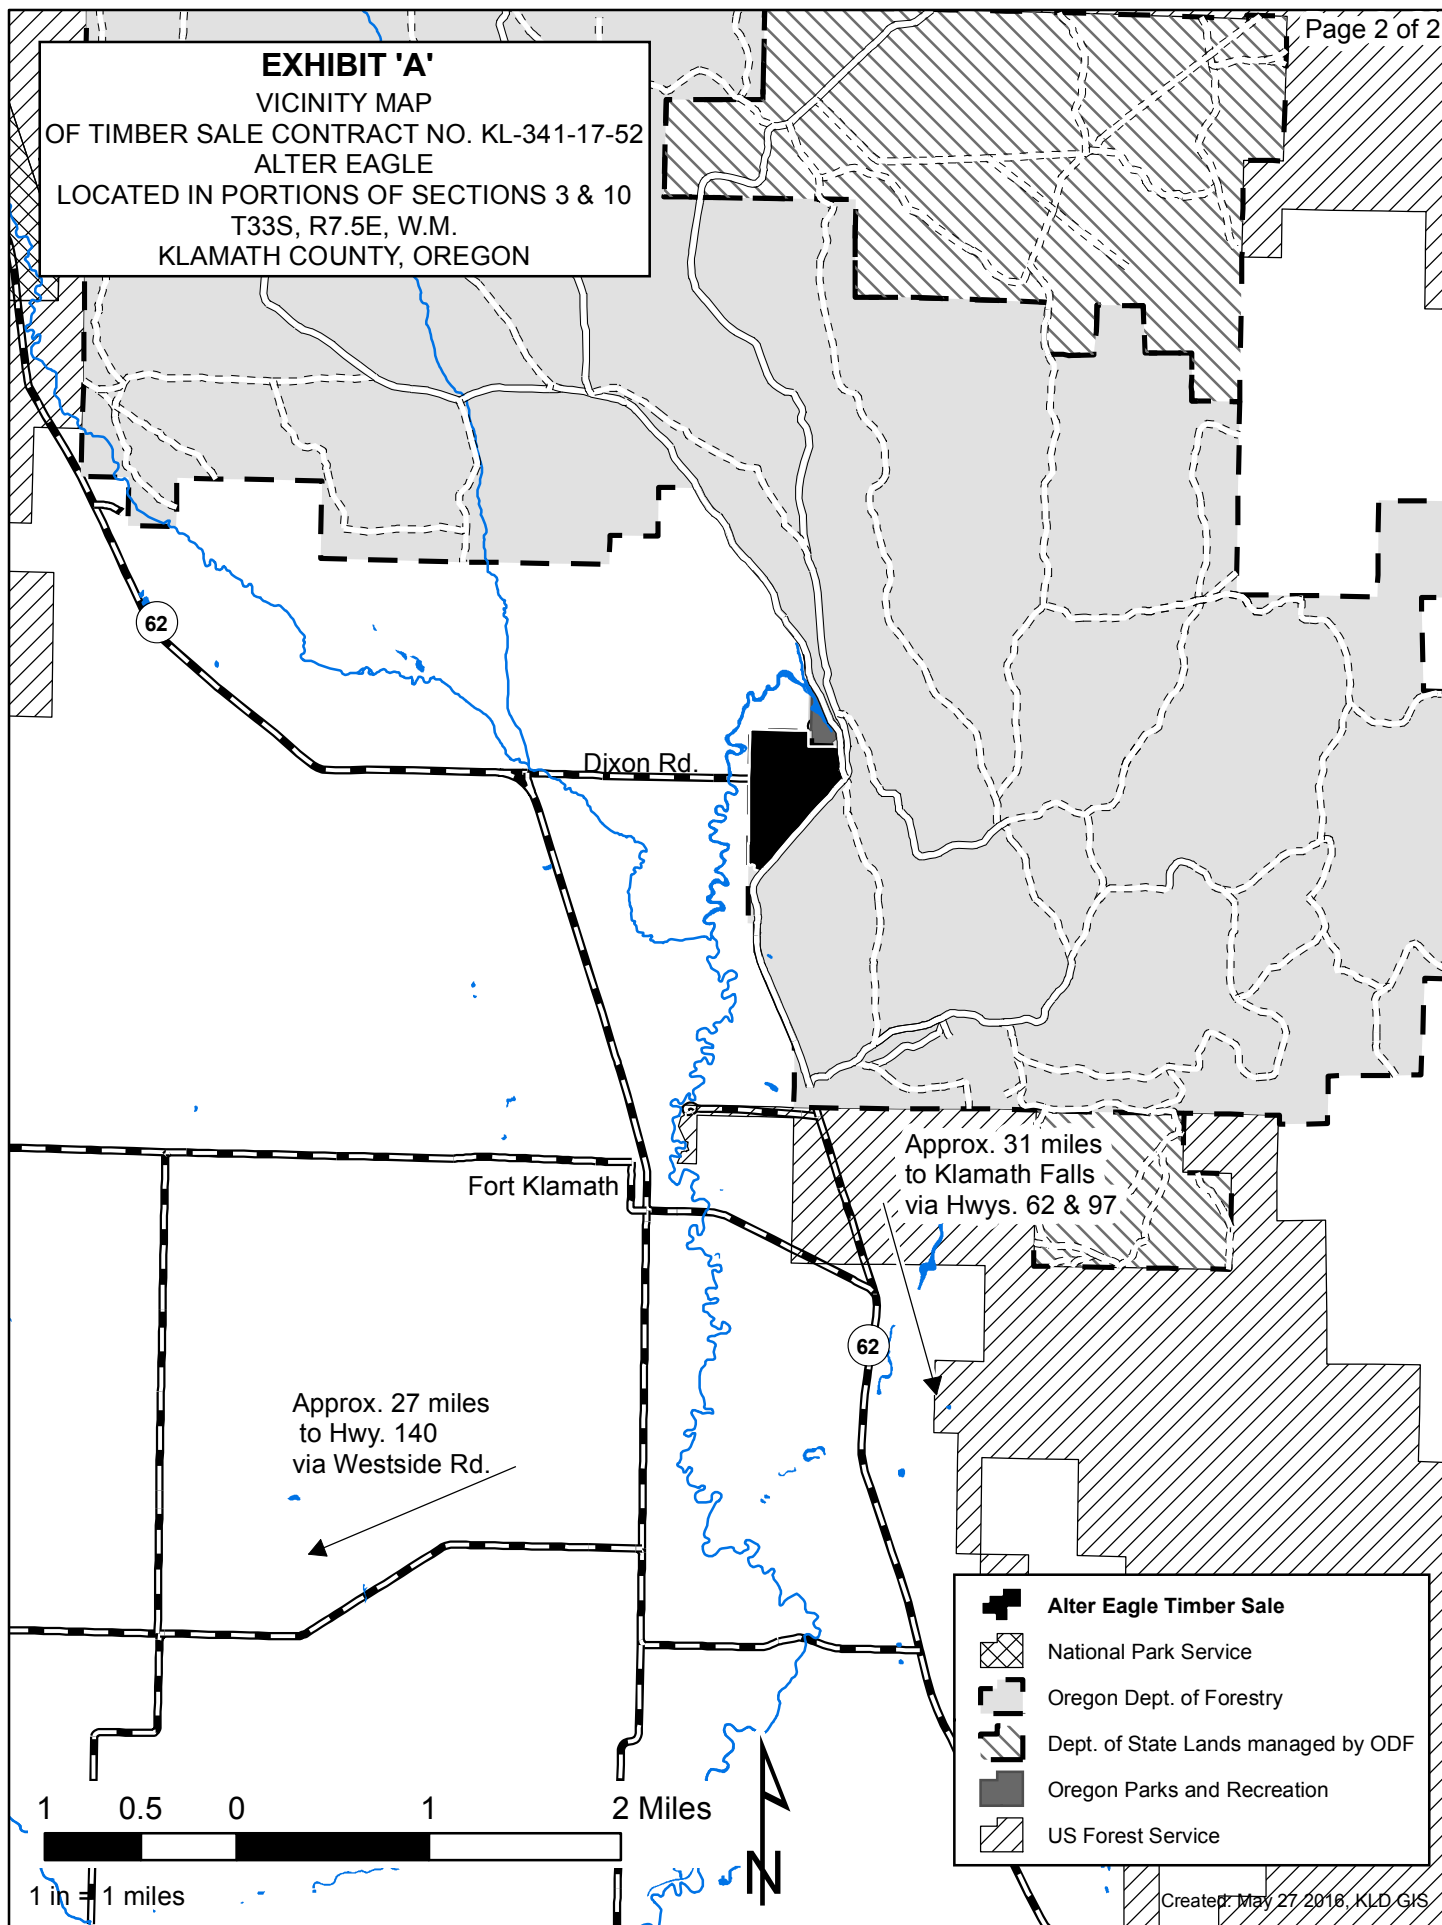 Page 2 of 2
EXHIBIT 'A'
VICINITY MAP
OF TIMBER SALE CONTRACT NO. KL-341-17-52
ALTER EAGLE
LOCATED IN PORTIONS OF SECTIONS 3 & 10
T33S, R7.5E, W.M.
KLAMATH COUNTY, OREGON
62
Dixon Rd.
Approx. 31 miles
to Klamath Falls
via Hwys. 62 & 97
Fort Klamath
62
Approx. 27 miles
to Hwy. 140
via Westside Rd.
Alter Eagle Timber Sale
National Park Service
Oregon Dept. of Forestry
Dept. of State Lands managed by ODF
Oregon Parks and Recreation
US Forest Service
1 0.5 0 1 2 Miles
N
1 in = 1 miles
Created: May 27 2016, KLD GIS